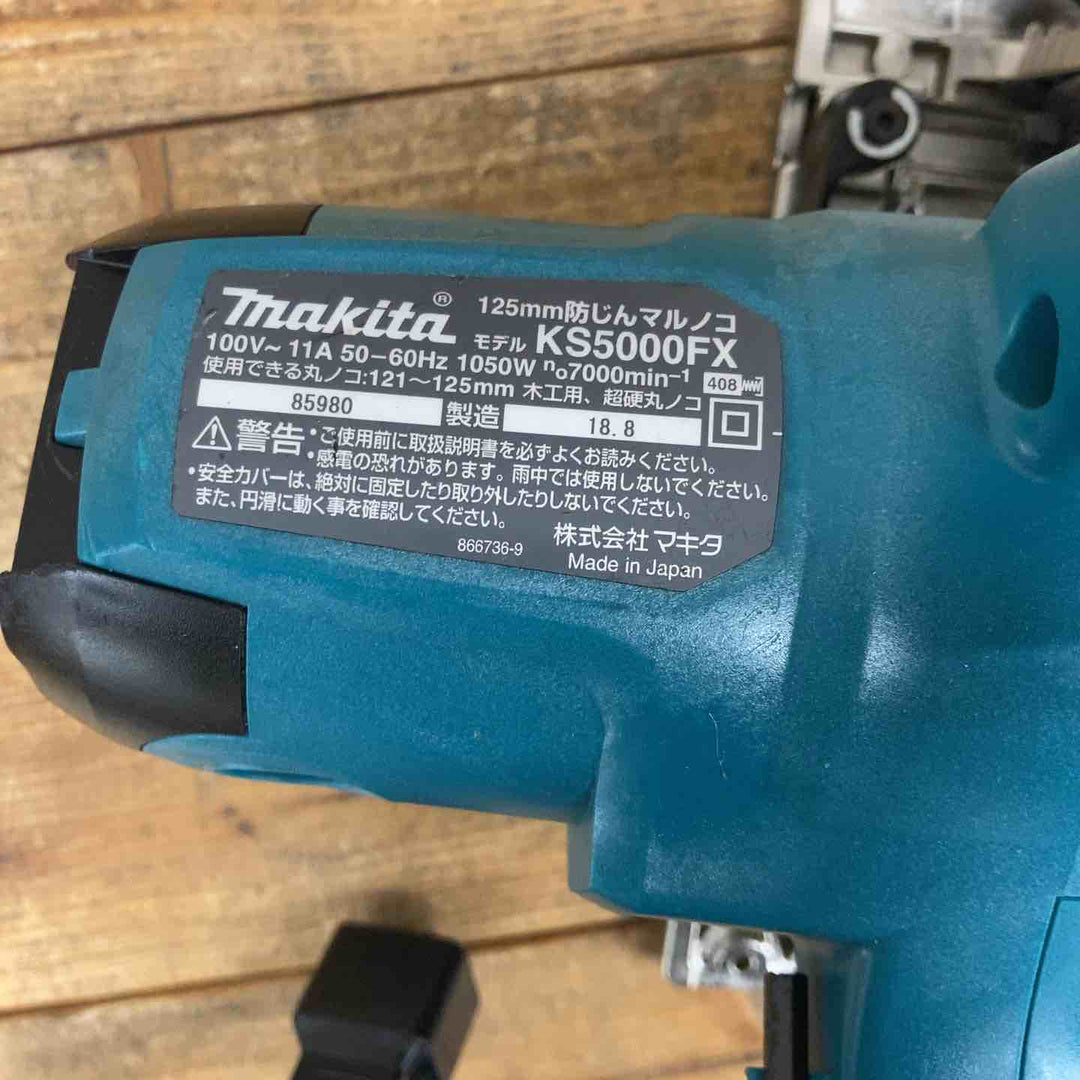 makita® 125mm防じんマルノコ
モデル KS5000FX
100V～ 11A 50－60Hz 1050W n₀7000min⁻¹
使用できる丸ノコ:121～125mm 木工用、超硬丸ノコ 408
85980 製造 18.8
警告 •ご使用前に取扱説明書を必ずよくお読みください。
•感電の恐れがあります。雨中では使用しないでください。
•安全カバーは、絶対に固定したり取り外したりしないでください。
また、円滑に動く事を確認してください。
866736-9 株式会社 マキタ
Made in Japan